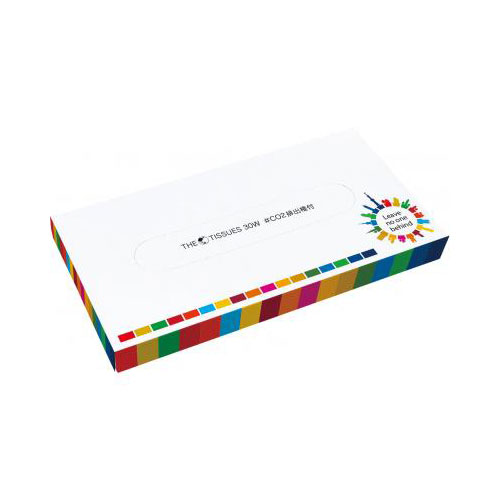 THE TISSUES 30W #CO2排出権付
Leave
no one
behind